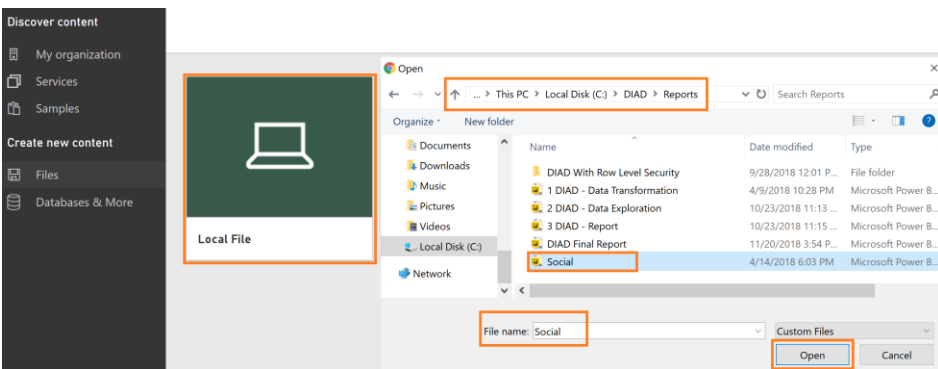 Discover content
My organization
Services
Samples
Create new content
Files
Databases & More
Local File
Open
... > This PC > Local Disk (C:) > DIAD > Reports
Search Reports
Organize
New folder
Documents
Downloads
Music
Pictures
Videos
Local Disk (C:)
Network
Name Date modified Type
DIAD With Row Level Security 9/28/2018 12:01 P... File folder
1 DIAD - Data Transformation 4/9/2018 10:28 PM Microsoft Power B...
2 DIAD - Data Exploration 10/23/2018 11:13 ... Microsoft Power B...
3 DIAD - Report 10/23/2018 11:15 ... Microsoft Power B...
DIAD Final Report 11/20/2018 3:54 P... Microsoft Power B...
Social 4/14/2018 6:03 PM Microsoft Power B...
File name: Social
Custom Files
Open
Cancel